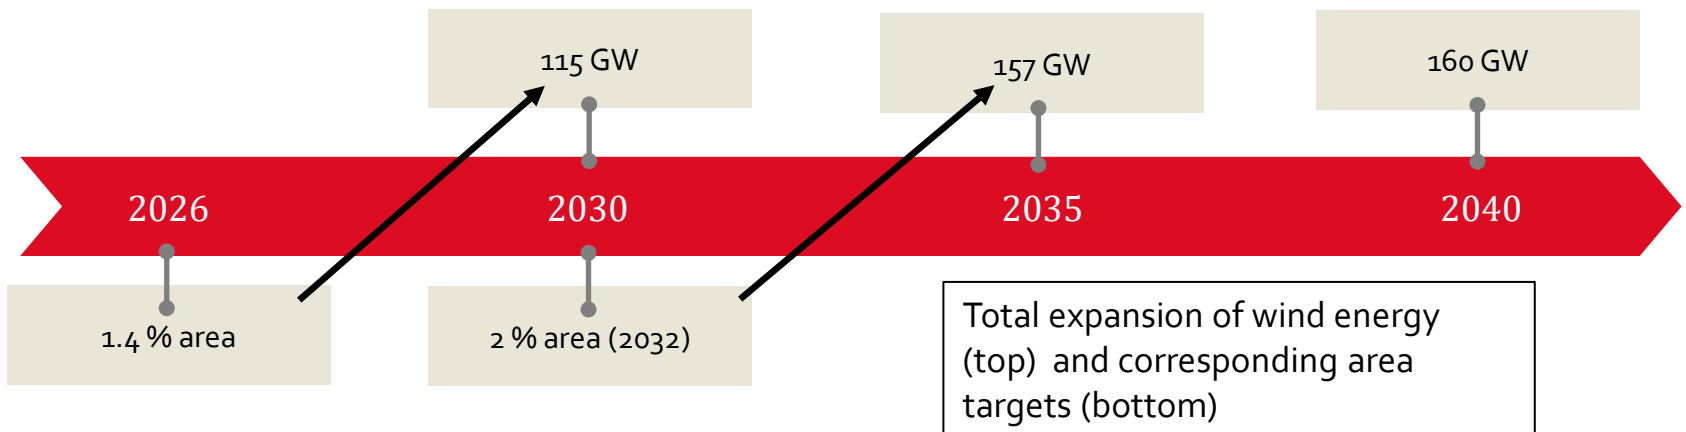 115 GW
157 GW
160 GW
2026
2030
2035
2040
1.4 % area
2 % area (2032)
Total expansion of wind energy
(top) and corresponding area
targets (bottom)